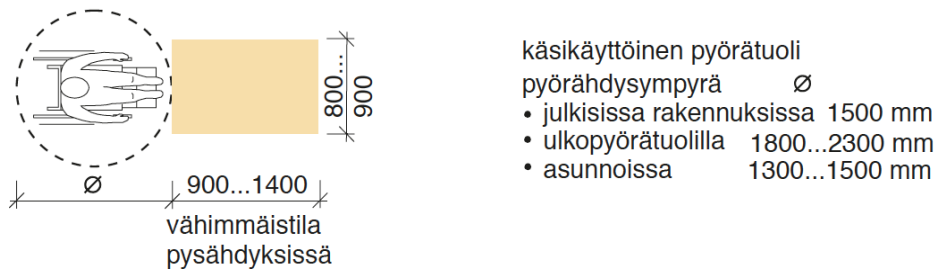 800...
900
Ø
900...1400
vähimmäistila
pysähdyksissä
käsikäyttöinen pyörätuoli
pyörähdysympyrä Ø
• julkisissa rakennuksissa 1500 mm
• ulkopyörätuolilla 1800...2300 mm
• asunnoissa 1300...1500 mm